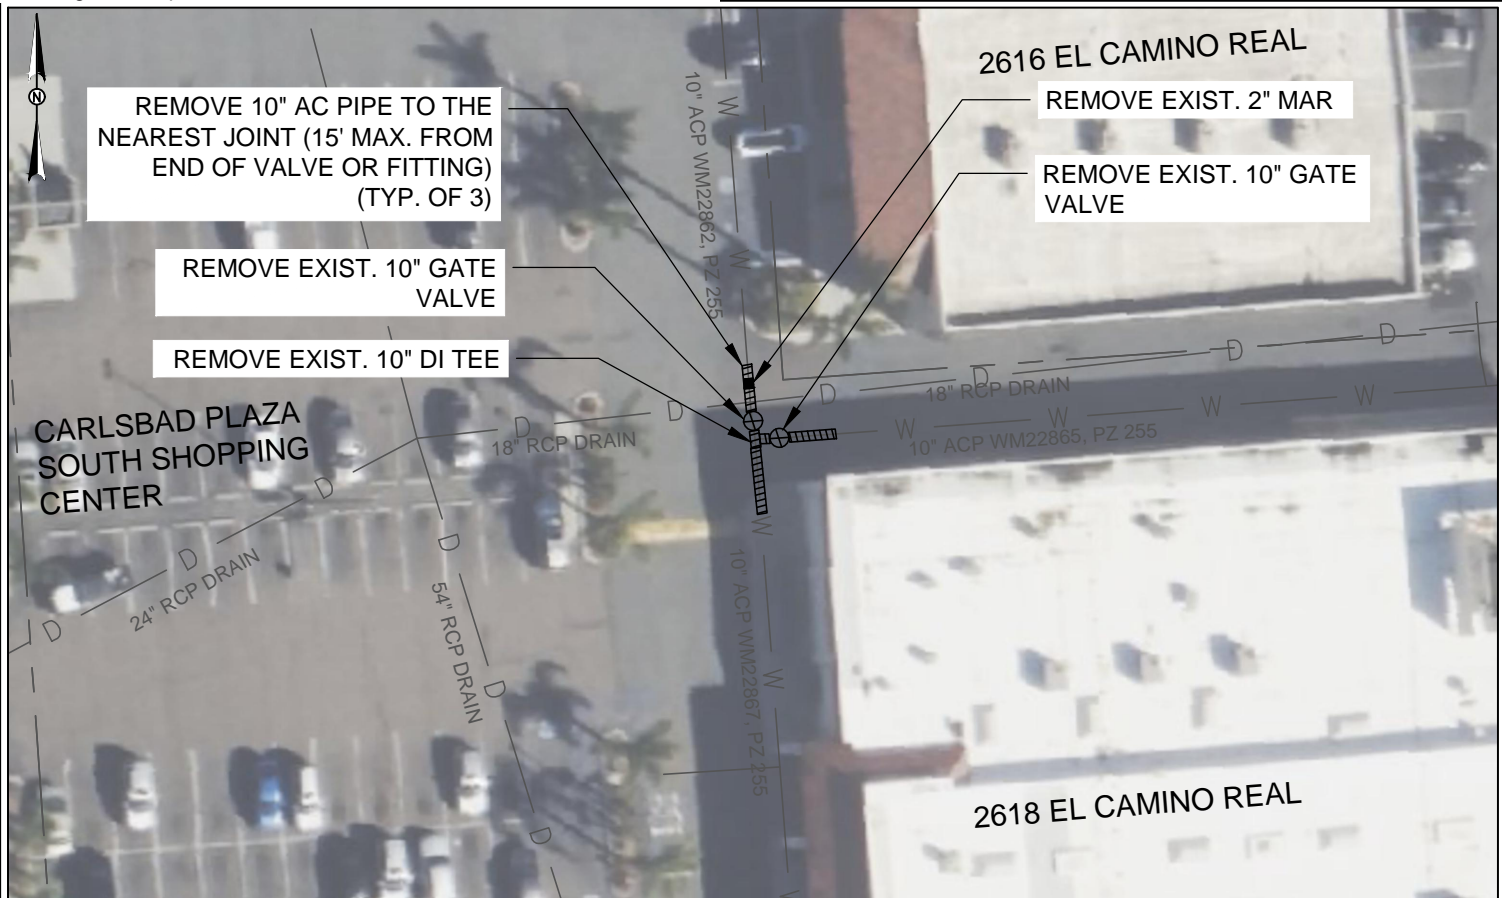 N
2616 EL CAMINO REAL
REMOVE 10" AC PIPE TO THE
NEAREST JOINT (15' MAX. FROM
END OF VALVE OR FITTING)
(TYP. OF 3)
REMOVE EXIST. 2" MAR
REMOVE EXIST. 10" GATE
VALVE
REMOVE EXIST. 10" GATE
VALVE
REMOVE EXIST. 10" DI TEE
10" ACP WM22862, PZ 255
W
W
W
CARLSBAD PLAZA
SOUTH SHOPPING
CENTER
D
D
D
D
D
D
18" RCP DRAIN
18" RCP DRAIN
W
W
W
W
10" ACP WM22865, PZ 255
D
D
D
24" RCP DRAIN
D
D
D
54" RCP DRAIN
W
W
10" ACP WM22867, PZ 255
2618 EL CAMINO REAL